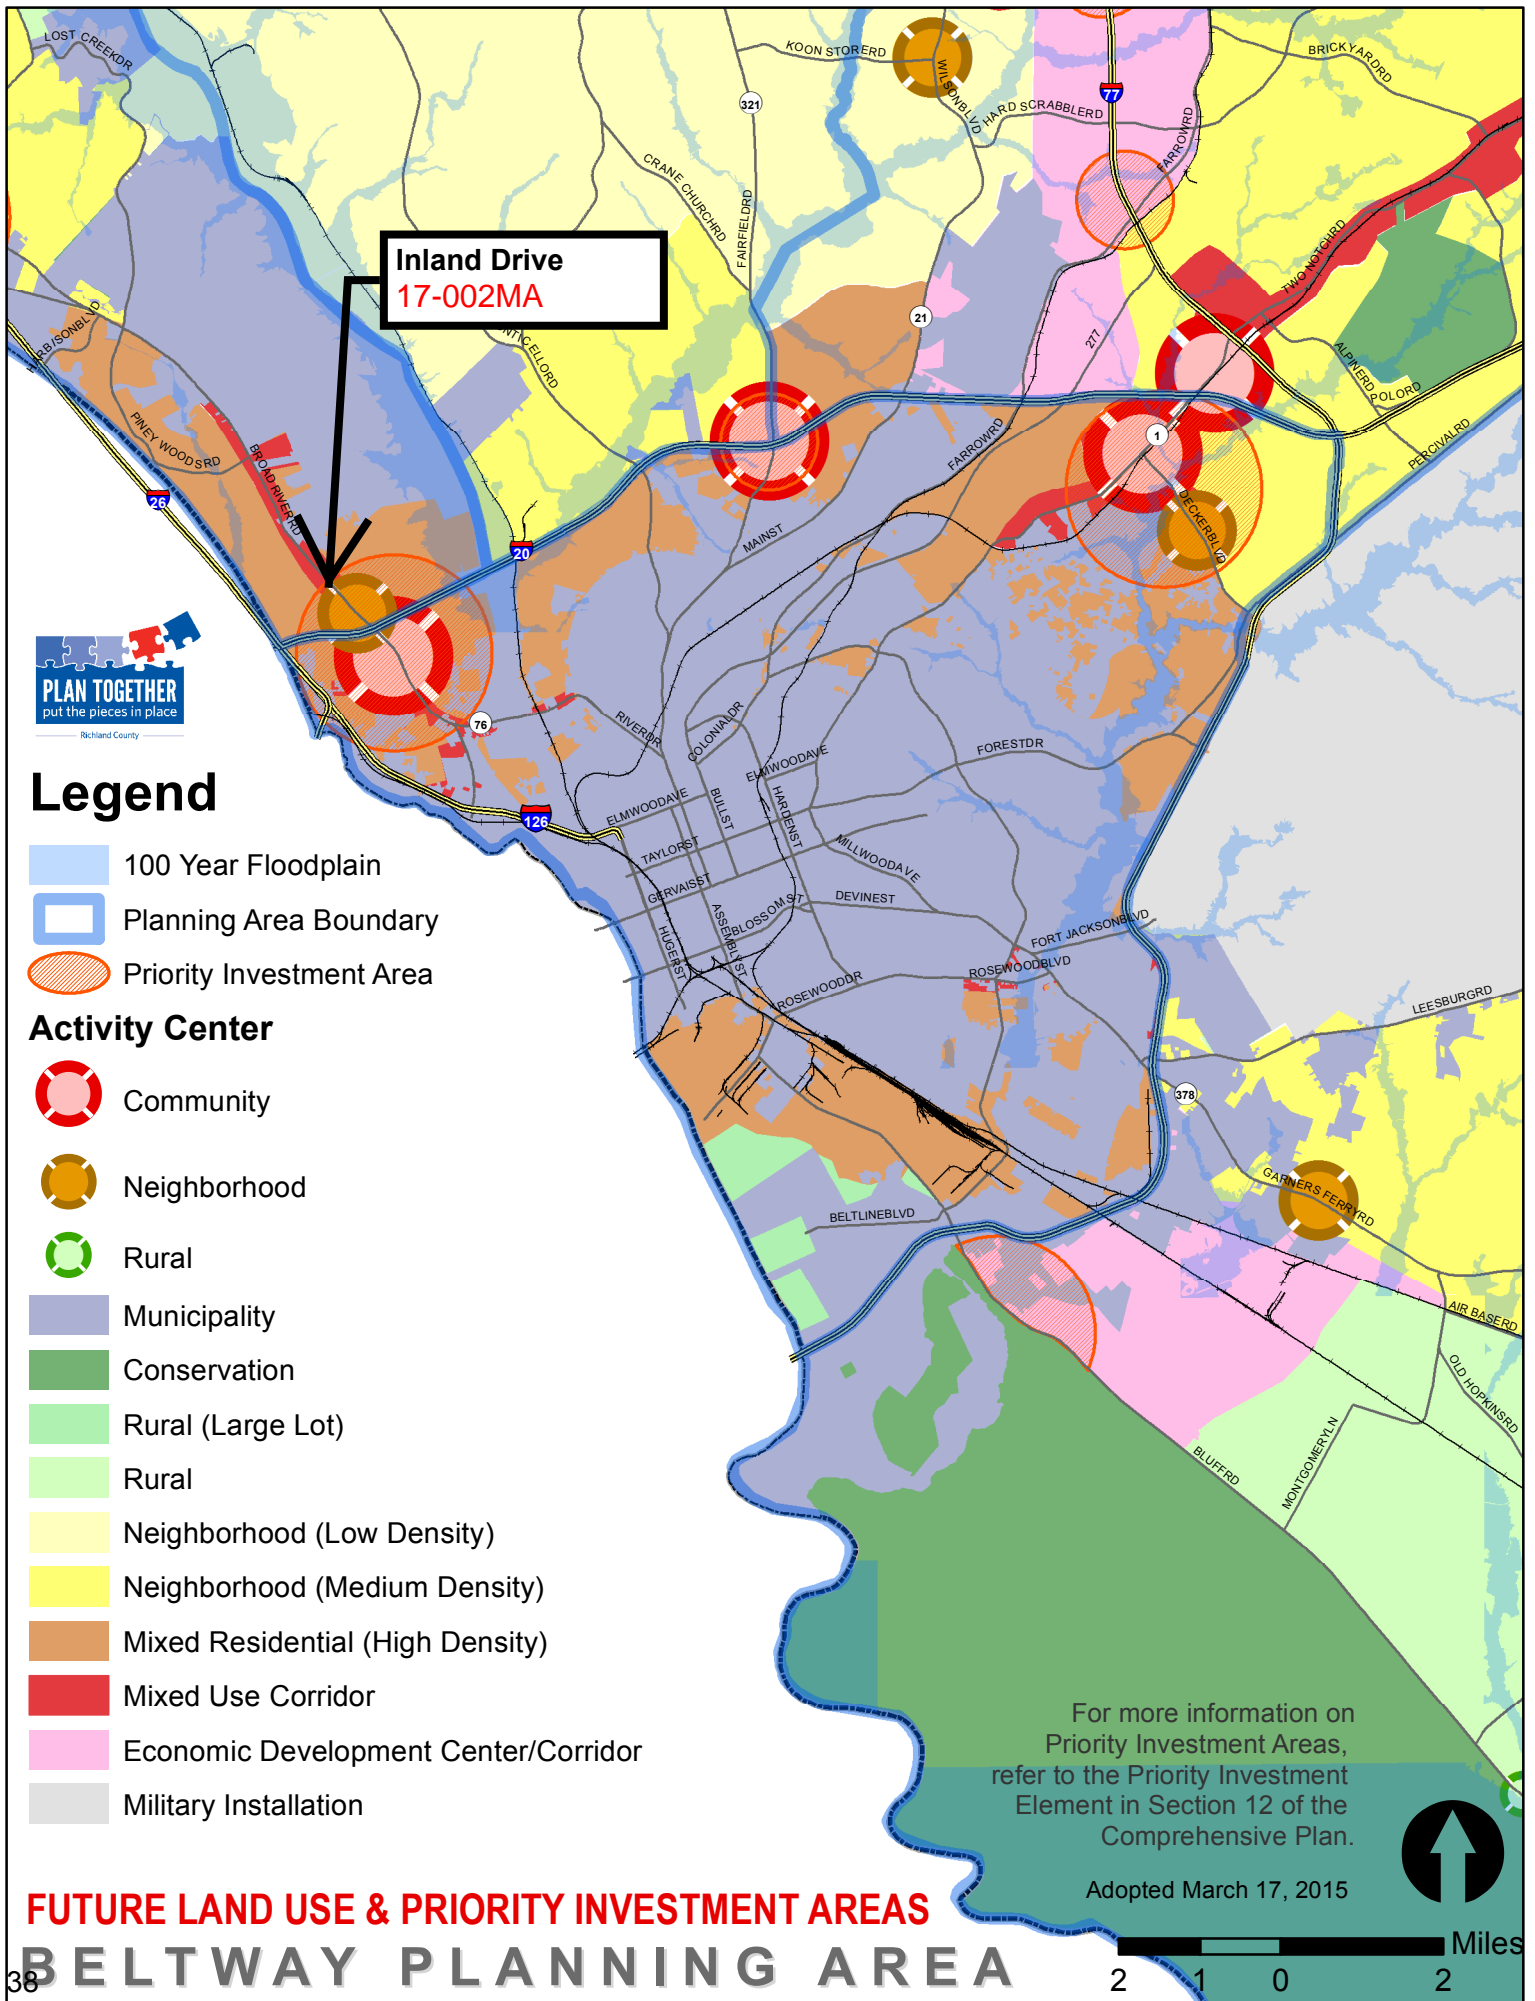 LOST CREEKDR
KOON STORERD
WILSONBLVD
BRICKYARDRD
321
77
HARD SCRABBLERD
FARROWRD
CRANE CHURCHRD
FAIRFIELDRD
TWO NOTCHRD
Inland Drive
17-002MA
HARBISONBLVD
NTICELLORD
21
277
ALPINERD
POLORD
PINEY WOODSRD
BROAD RIVERRD
FARROWRD
1
PERCIVALRD
26
20
MAINST
DECKERBLVD
PLAN TOGETHER
put the pieces in place
Richland County
76
RIVERDR
COLONIALDR
FORESTDR
ELMWOODAVE
Legend
ELMWOODAVE
BULLST
HARDENST
126
TAYLORST
MILLWOODAVE
100 Year Floodplain
GERVAISST
DEVINEST
Planning Area Boundary
BLOSSOMST
ASSEMBLYST
HUGERST
FORT JACKSONBLVD
Priority Investment Area
ROSEWOODDR
ROSEWOODBLVD
LEESBURGRD
Activity Center
Community
378
Neighborhood
GARNERS FERRYRD
BELTLINEBLVD
Rural
Municipality
AIR BASERD
Conservation
OLD HOPKINSRD
Rural (Large Lot)
BLUFFRD
MONTGOMERYLN
Rural
Neighborhood (Low Density)
Neighborhood (Medium Density)
Mixed Residential (High Density)
Mixed Use Corridor
Economic Development Center/Corridor
Military Installation
For more information on
Priority Investment Areas,
refer to the Priority Investment
Element in Section 12 of the
Comprehensive Plan.
Adopted March 17, 2015
FUTURE LAND USE & PRIORITY INVESTMENT AREAS
BELTWAY PLANNING AREA
Miles
2 1 0 2
38